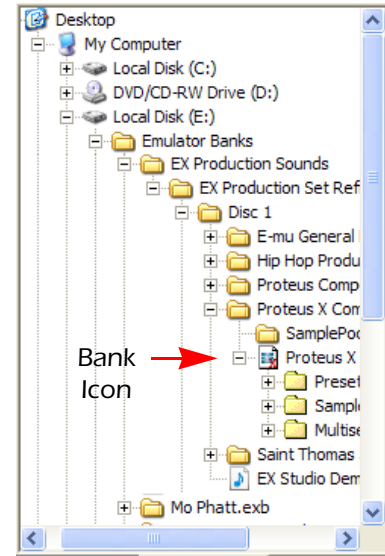 Desktop
My Computer
Local Disk (C:)
DVD/CD-RW Drive (D:)
Local Disk (E:)
Emulator Banks
EX Production Sounds
EX Production Set Ref
Disc 1
E-mu General
Hip Hop Produ
Proteus Comp
Proteus X Com
SamplePoo
Bank Icon
Proteus X
Preset
Sample
Multise
Saint Thomas
EX Studio Dem
Mo Phatt.exb